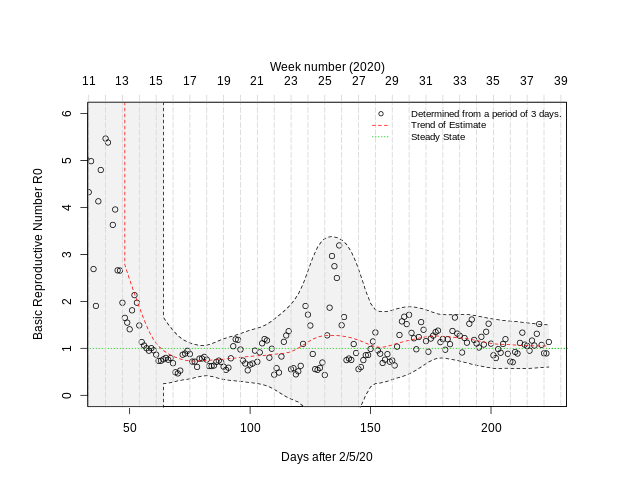 Week number (2020)
11 13 15 17 19 21 23 25 27 29 31 33 35 37 39
Determined from a period of 3 days.
Trend of Estimate
Steady State
Basic Reproductive Number R0
6
5
4
3
2
1
0
50 100 150 200
Days after 2/5/20